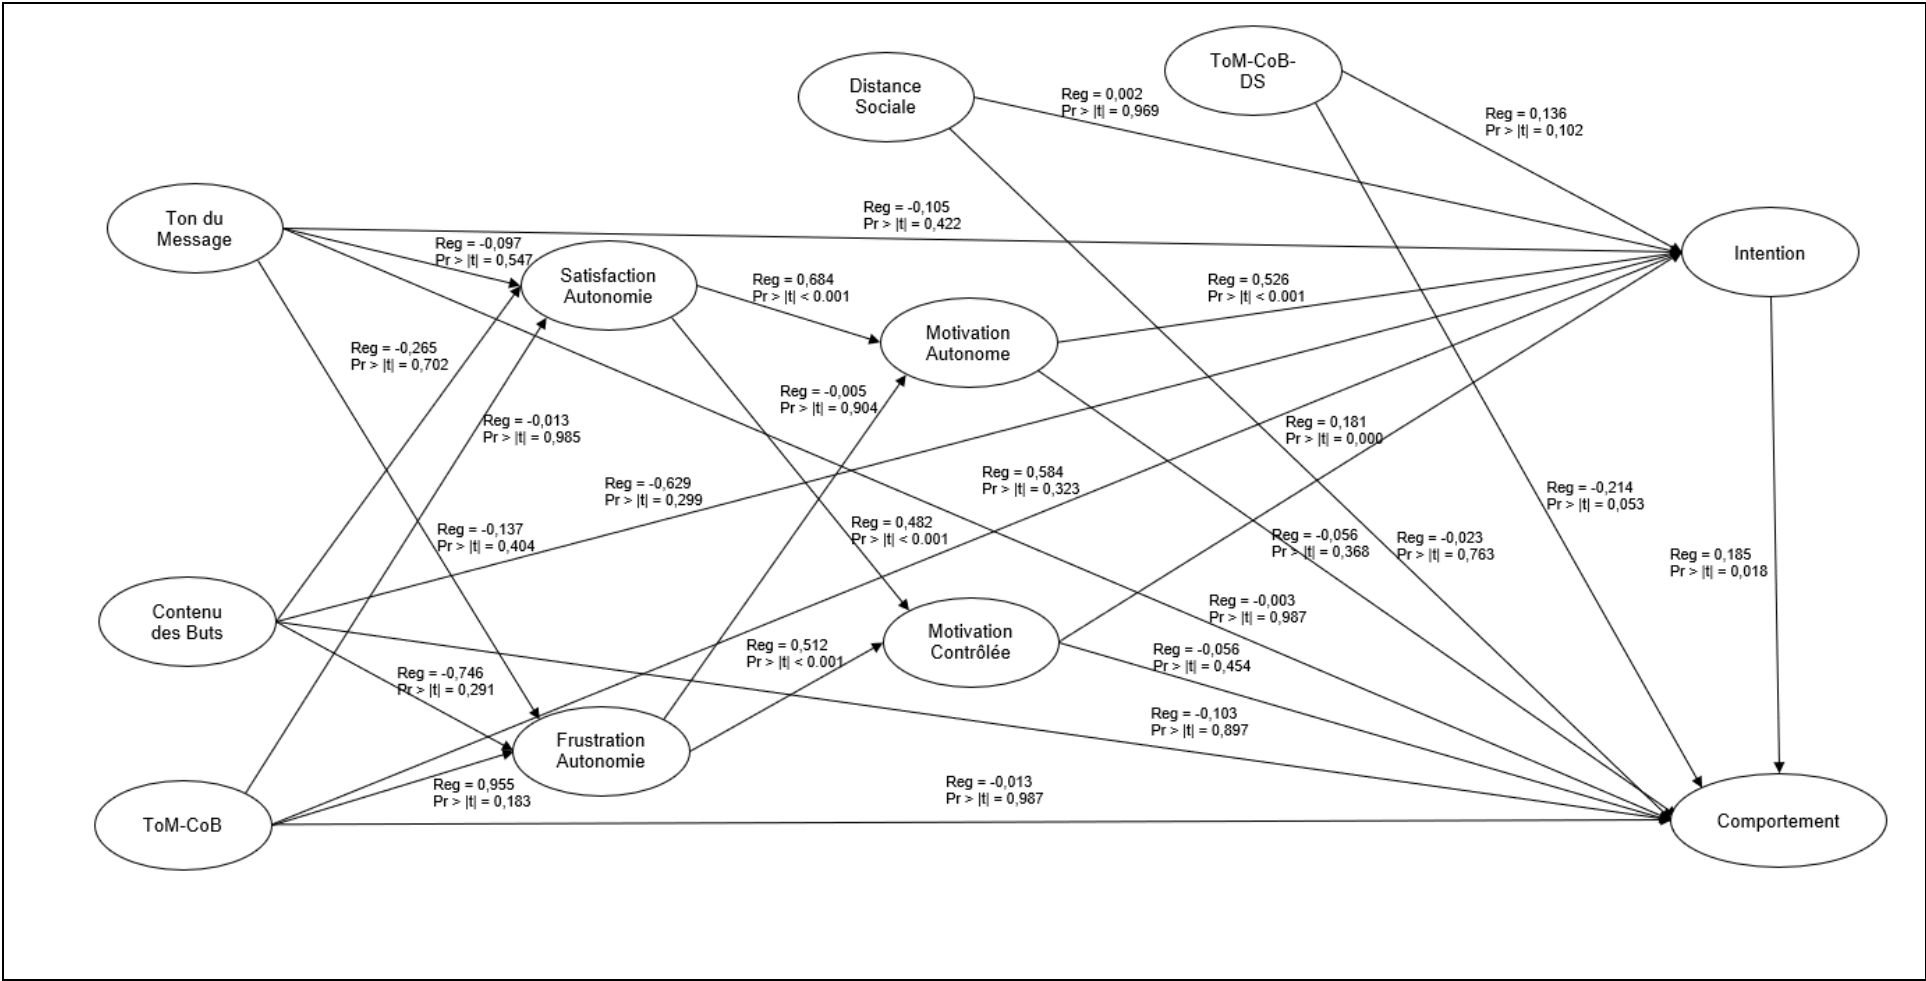 ToM-CoB-
DS
Distance
Sociale
Reg = 0,002
Pr > |t| = 0,969
Reg = 0,136
Pr > |t| = 0,102
Ton du
Message
Reg = -0,105
Pr > |t| = 0,422
Reg = -0,097
Pr > |t| = 0,547
Intention
Satisfaction
Autonomie
Reg = 0,684
Pr > |t| < 0.001
Reg = 0,526
Pr > |t| < 0.001
Motivation
Autonome
Reg = -0,265
Pr > |t| = 0,702
Reg = -0,005
Pr > |t| = 0,904
Reg = -0,013
Pr > |t| = 0,985
Reg = 0,181
Pr > |t| = 0,000
Reg = 0,584
Pr > |t| = 0,323
Reg = -0,629
Pr > |t| = 0,299
Reg = -0,214
Pr > |t| = 0,053
Reg = 0,482
Pr > |t| < 0.001
Reg = -0,137
Pr > |t| = 0,404
Reg = -0,056
Pr > |t| = 0,368
Reg = -0,023
Pr > |t| = 0,763
Reg = 0,185
Pr > |t| = 0,018
Contenu
des Buts
Reg = -0,003
Pr > |t| = 0,987
Motivation
Contrôlée
Reg = 0,512
Pr > |t| < 0.001
Reg = -0,056
Pr > |t| = 0,454
Reg = -0,746
Pr > |t| = 0,291
Reg = -0,103
Pr > |t| = 0,897
Frustration
Autonomie
Reg = 0,955
Pr > |t| = 0,183
Reg = -0,013
Pr > |t| = 0,987
ToM-CoB
Comportement